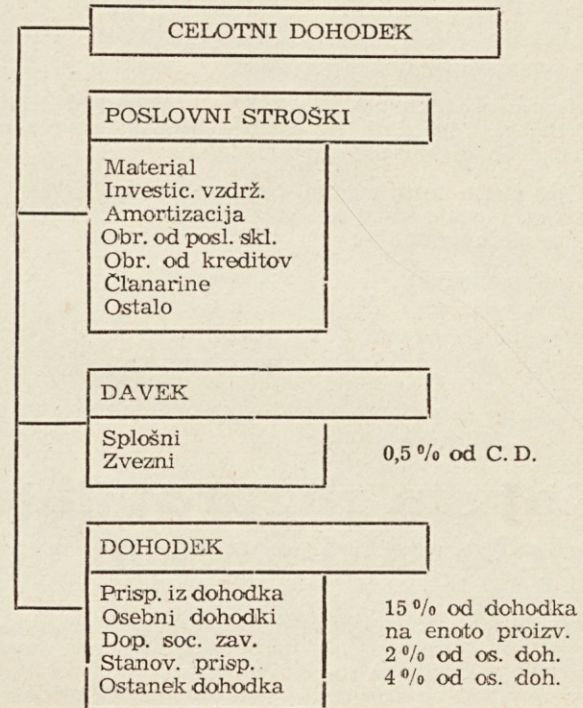 CELOTNI DOHODEK
POSLOVNI STROŠKI
Material
Investic. vzdrž.
Amortizacija
Obr. od posl. skl.
Obr. od kreditov
Članarine
Ostalo
DAVEK
Splošni
Zvezni 0,5 % od C. D.
DOHODEK
Prisp. iz dohodka 15 % od dohodka
Osebni dohodki na enoto proizv.
Dop. soc. zav. 2 % od os. doh.
Stanov. prisp. 4 % od os. doh.
Ostanek dohodka